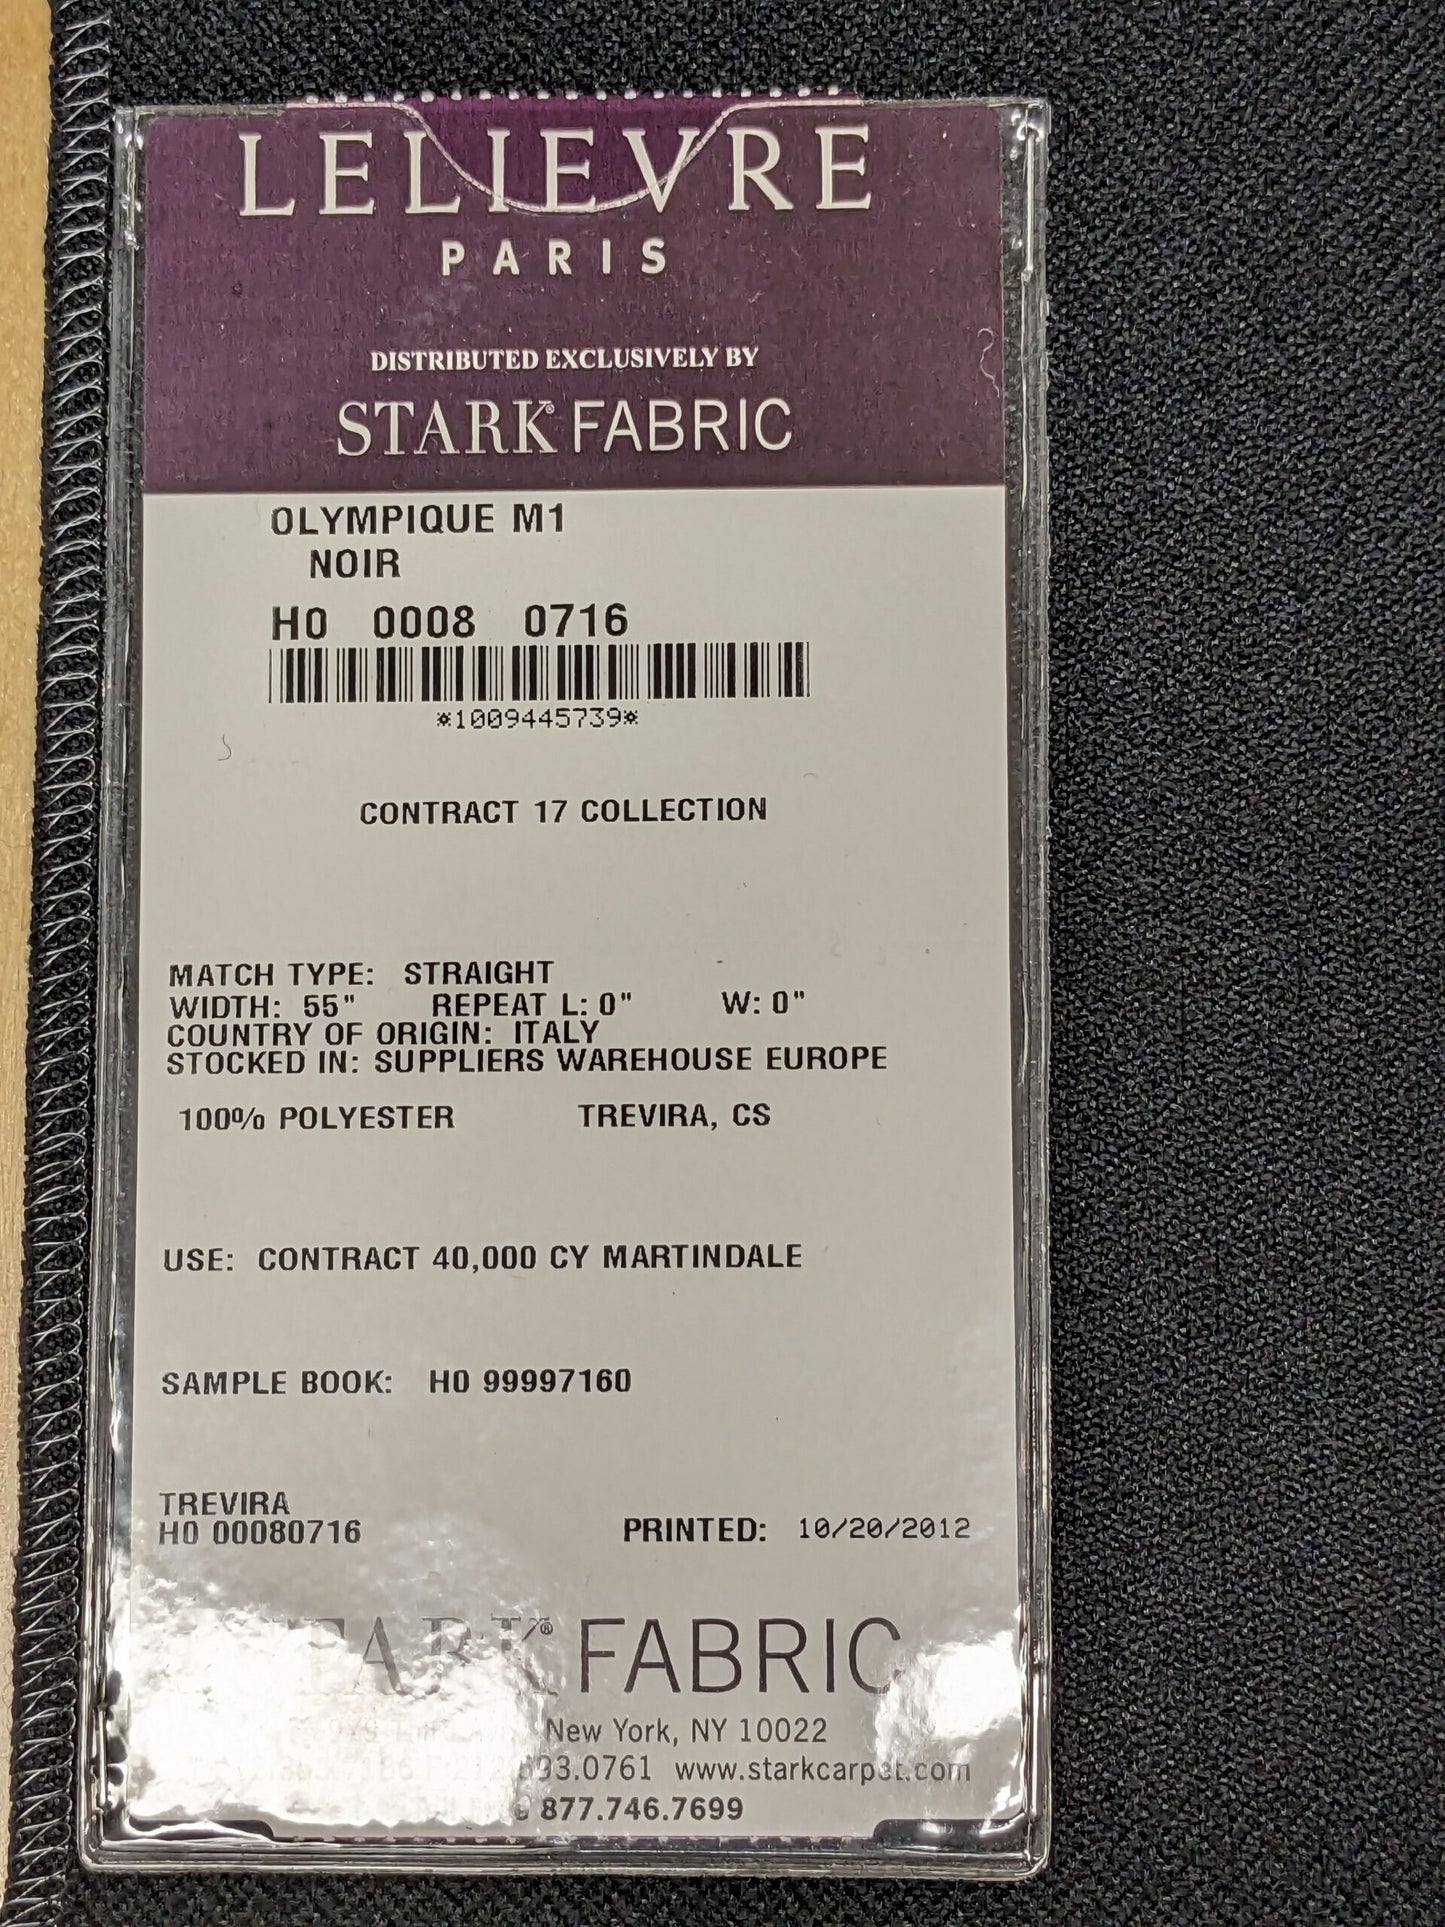 LELIEVRE
PARIS
DISTRIBUTED EXCLUSIVELY BY
STARK® FABRIC
OLYMPIQUE M1
NOIR
H0 0008 0716
*1009445739*
CONTRACT 17 COLLECTION
MATCH TYPE: STRAIGHT
WIDTH: 55" REPEAT L: 0" W: 0"
COUNTRY OF ORIGIN: ITALY
STOCKED IN: SUPPLIERS WAREHOUSE EUROPE
100% POLYESTER TREVIRA, CS
USE: CONTRACT 40,000 CY MARTINDALE
SAMPLE BOOK: H0 99997160
TREVIRA
H0 00080716 PRINTED: 10/20/2012
STARK® FABRIC
New York, NY 10022
www.starkcarpet.com
877.746.7699